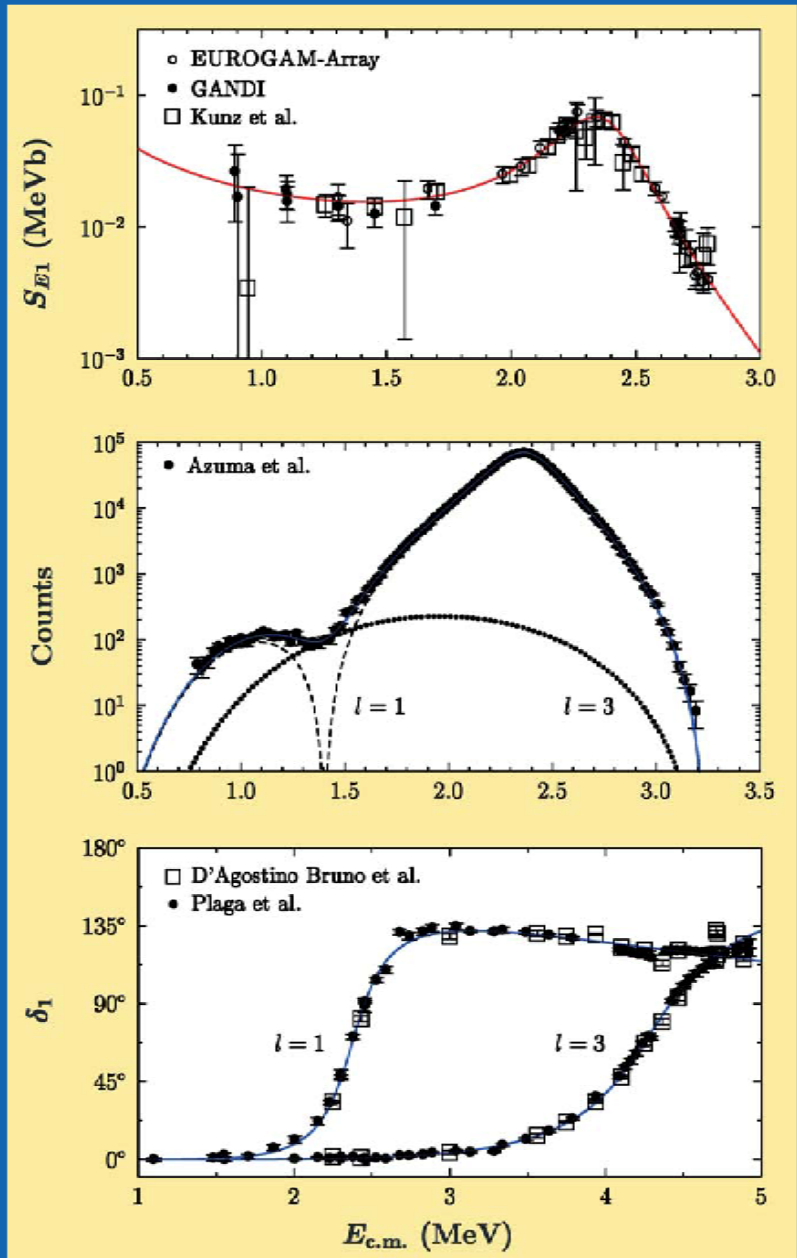 EUROGAM-Array
GANDI
Kunz et al.
S_E1 (MeVb)
10⁻¹
10⁻²
10⁻³
0.5 1.0 1.5 2.0 2.5 3.0
Azuma et al.
Counts
10⁵
10⁴
10³
10²
10¹
10⁰
l = 1
l = 3
0.5 1.0 1.5 2.0 2.5 3.0 3.5
D'Agostino Bruno et al.
Plaga et al.
δ₁
180°
135°
90°
45°
0°
l = 1
l = 3
1 2 3 4 5
E_c.m. (MeV)